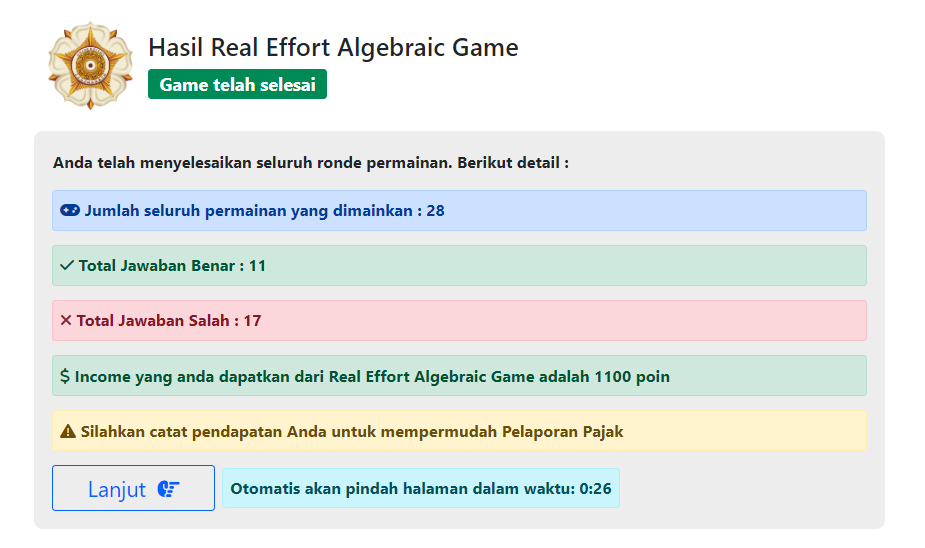 Hasil Real Effort Algebraic Game
Game telah selesai
Anda telah menyelesaikan seluruh ronde permainan. Berikut detail :
Jumlah seluruh permainan yang dimainkan : 28
Total Jawaban Benar : 11
Total Jawaban Salah : 17
Income yang anda dapatkan dari Real Effort Algebraic Game adalah 1100 poin
Silahkan catat pendapatan Anda untuk mempermudah Pelaporan Pajak
Lanjut
Otomatis akan pindah halaman dalam waktu: 0:26